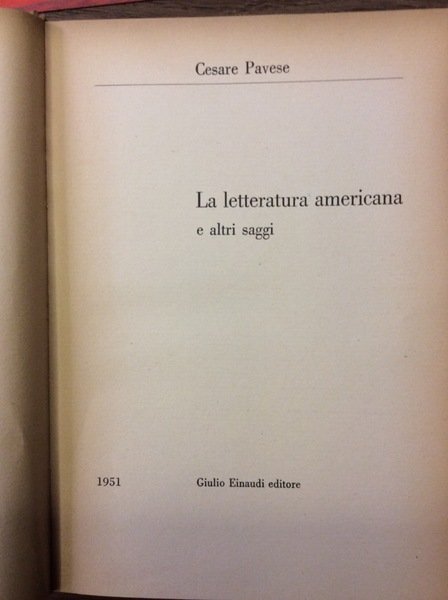 Cesare Pavese
La letteratura americana
e altri saggi
1951 Giulio Einaudi editore